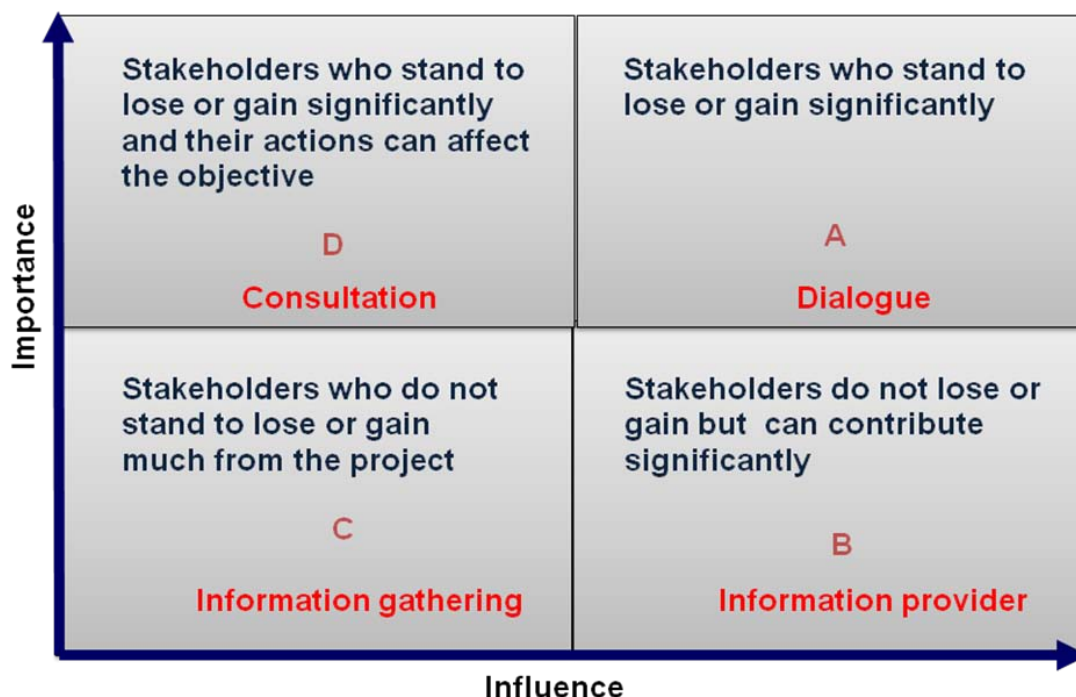 Importance
Stakeholders who stand to
lose or gain significantly
and their actions can affect
the objective
D
Consultation
Stakeholders who stand to
lose or gain significantly
A
Dialogue
Stakeholders who do not
stand to lose or gain
much from the project
C
Information gathering
Stakeholders do not lose or
gain but can contribute
significantly
B
Information provider
Influence